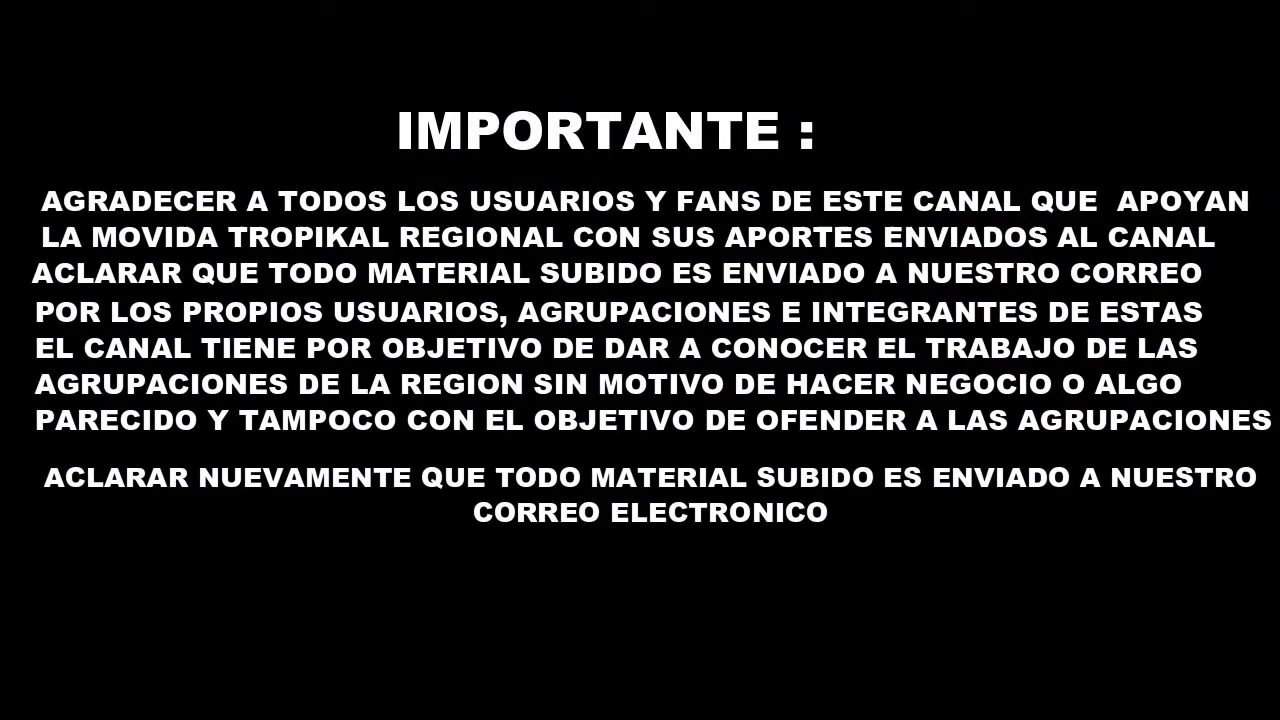 IMPORTANTE :
AGRADECER A TODOS LOS USUARIOS Y FANS DE ESTE CANAL QUE  APOYAN
LA MOVIDA TROPIKAL REGIONAL CON SUS APORTES ENVIADOS AL CANAL
ACLARAR QUE TODO MATERIAL SUBIDO ES ENVIADO A NUESTRO CORREO
POR LOS PROPIOS USUARIOS, AGRUPACIONES E INTEGRANTES DE ESTAS
EL CANAL TIENE POR OBJETIVO DE DAR A CONOCER EL TRABAJO DE LAS
AGRUPACIONES DE LA REGION SIN MOTIVO DE HACER NEGOCIO O ALGO
PARECIDO Y TAMPOCO CON EL OBJETIVO DE OFENDER A LAS AGRUPACIONES
ACLARAR NUEVAMENTE QUE TODO MATERIAL SUBIDO ES ENVIADO A NUESTRO
CORREO ELECTRONICO